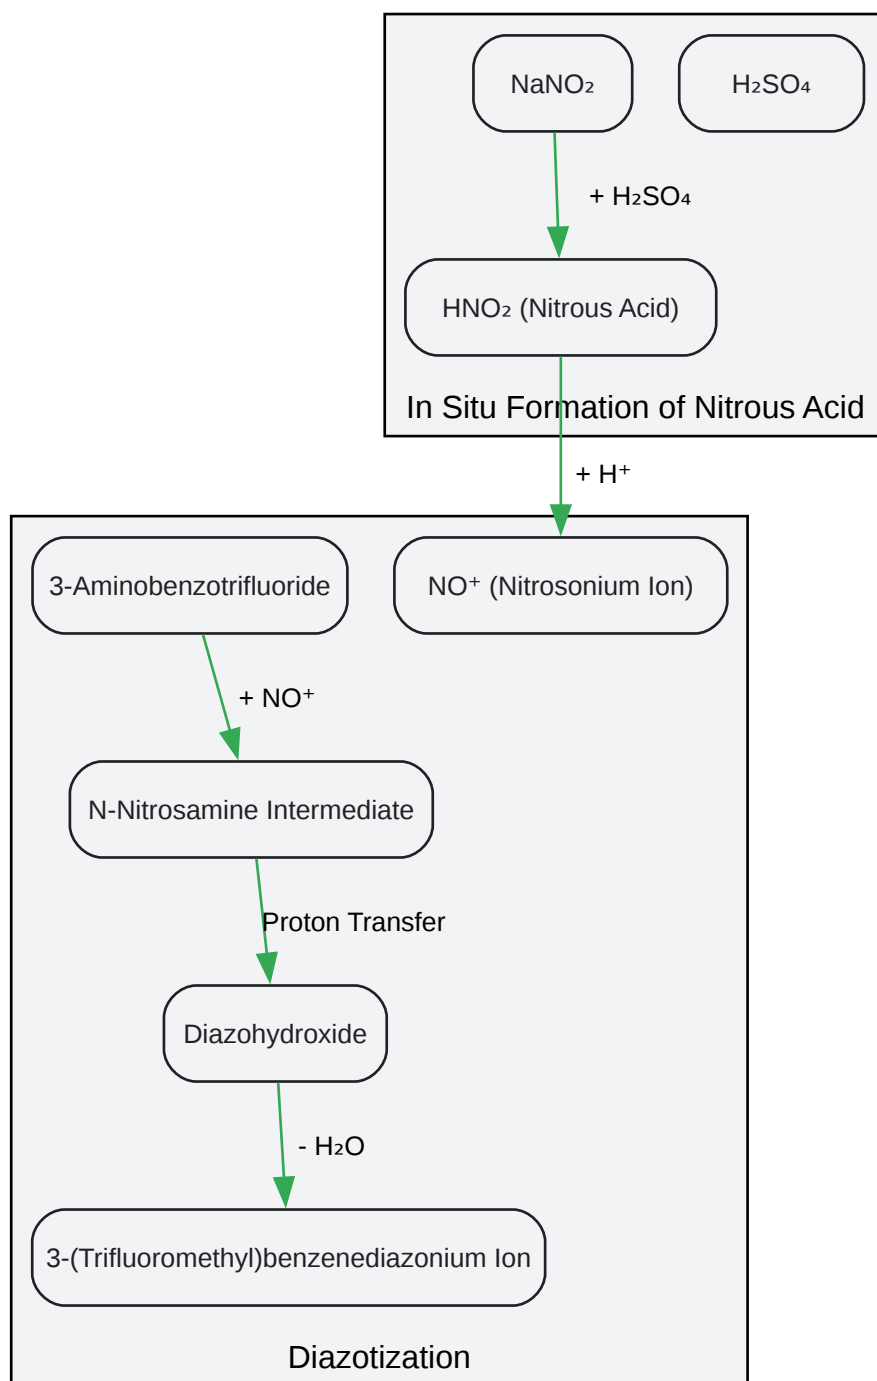 NaNO₂
H₂SO₄
+ H₂SO₄
HNO₂ (Nitrous Acid)
In Situ Formation of Nitrous Acid
+ H⁺
3-Aminobenzotrifluoride
NO⁺ (Nitrosonium Ion)
+ NO⁺
N-Nitrosamine Intermediate
Proton Transfer
Diazohydroxide
- H₂O
3-(Trifluoromethyl)benzenediazonium Ion
Diazotization